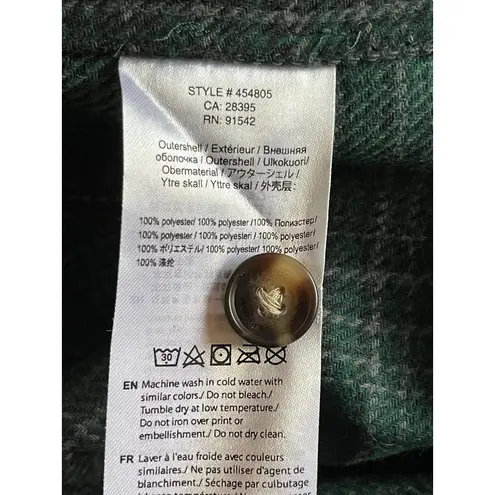 STYLE # 454805
CA: 28395
RN: 91542
Outershell / Extérieur / Внешняя
оболочка / Outershell / Ulkokuori/
Obermaterial / アウターシェル/
Ytre skall / Yttre skal / 外壳层:
100% polyester/ 100% polyester /100% Полиэстер/
100% polyester / 100% polyesteri / 100% polyester/
100% ポリエステル/ 100% polyester/ 100% polyester/
100% 涤纶
30
EN Machine wash in cold water with
similar colors./ Do not bleach./
Tumble dry at low temperature./
Do not iron over print or
embellishment./ Do not dry clean.
FR Laver à l'eau froide avec couleurs
similaires./ Ne pas utiliser d'agent de
blanchiment./ Séchage par culbutage